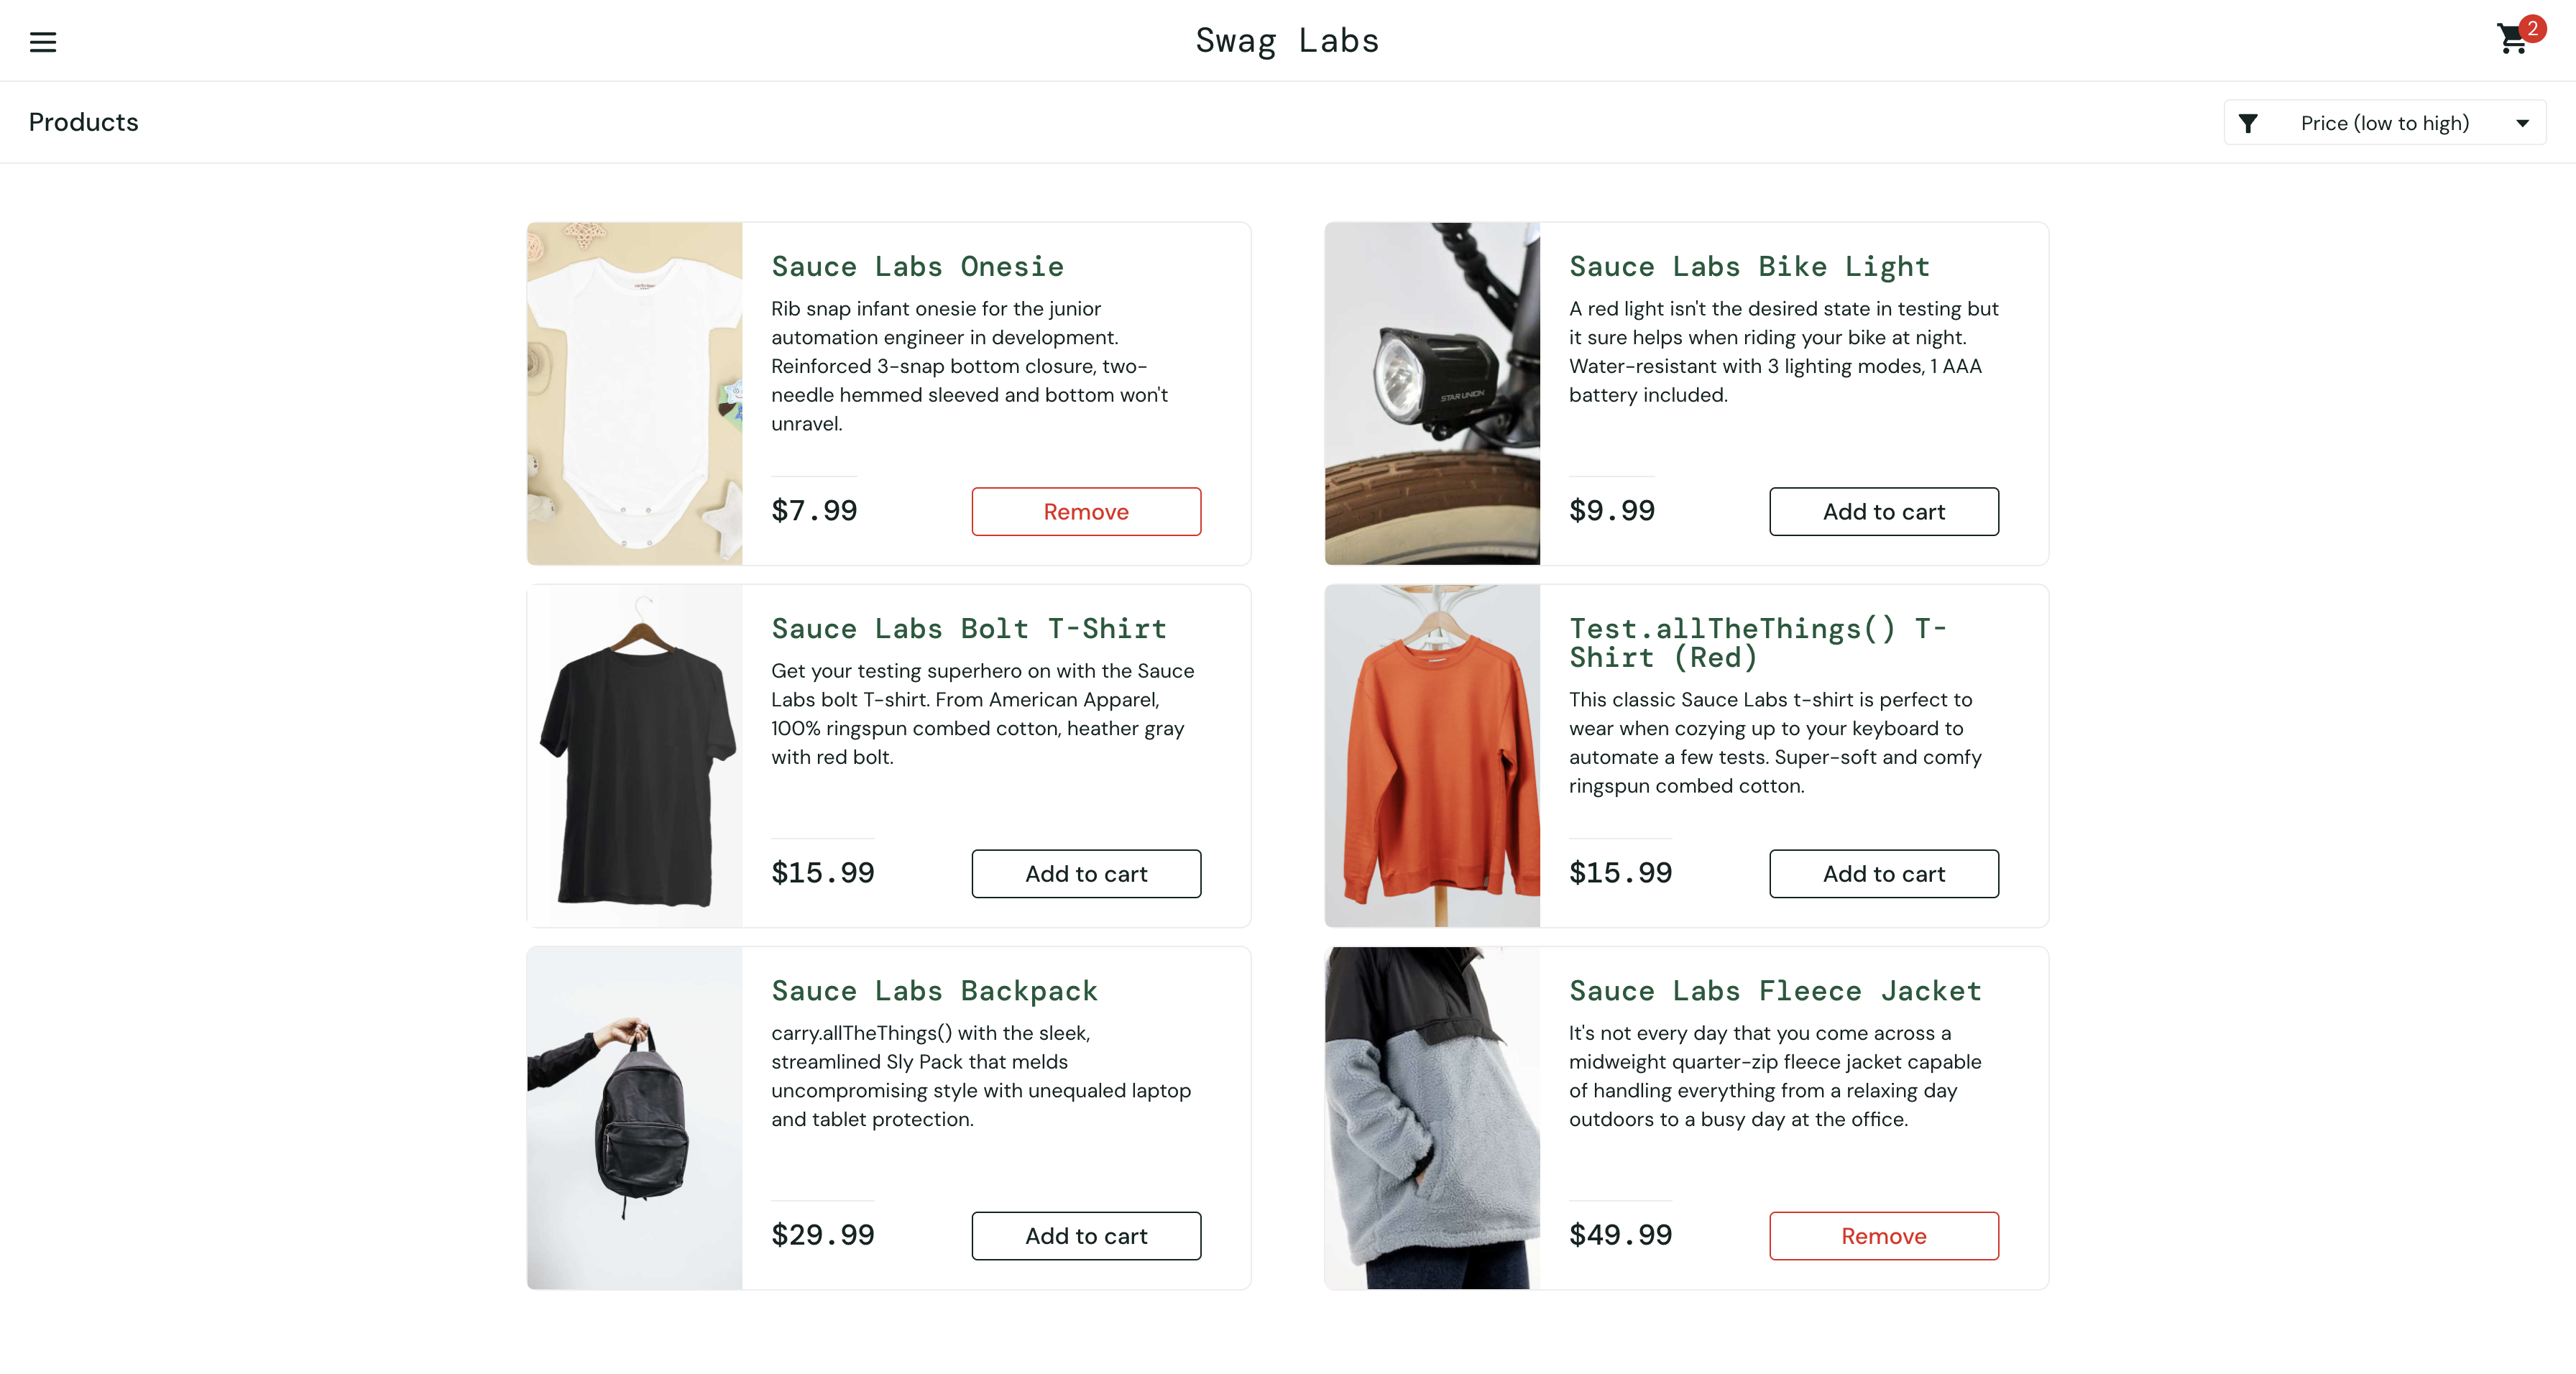 Swag Labs
2
Products
Price (low to high)
Sauce Labs Onesie
Rib snap infant onesie for the junior
automation engineer in development.
Reinforced 3-snap bottom closure, two-
needle hemmed sleeved and bottom won't
unravel.
$7.99
Remove
Sauce Labs Bike Light
A red light isn't the desired state in testing but
it sure helps when riding your bike at night.
Water-resistant with 3 lighting modes, 1 AAA
battery included.
$9.99
Add to cart
STAR UNION
Sauce Labs Bolt T-Shirt
Get your testing superhero on with the Sauce
Labs bolt T-shirt. From American Apparel,
100% ringspun combed cotton, heather gray
with red bolt.
$15.99
Add to cart
Test.allTheThings() T-
Shirt (Red)
This classic Sauce Labs t-shirt is perfect to
wear when cozying up to your keyboard to
automate a few tests. Super-soft and comfy
ringspun combed cotton.
$15.99
Add to cart
Sauce Labs Backpack
carry.allTheThings() with the sleek,
streamlined Sly Pack that melds
uncompromising style with unequaled laptop
and tablet protection.
$29.99
Add to cart
Sauce Labs Fleece Jacket
It's not every day that you come across a
midweight quarter-zip fleece jacket capable
of handling everything from a relaxing day
outdoors to a busy day at the office.
$49.99
Remove